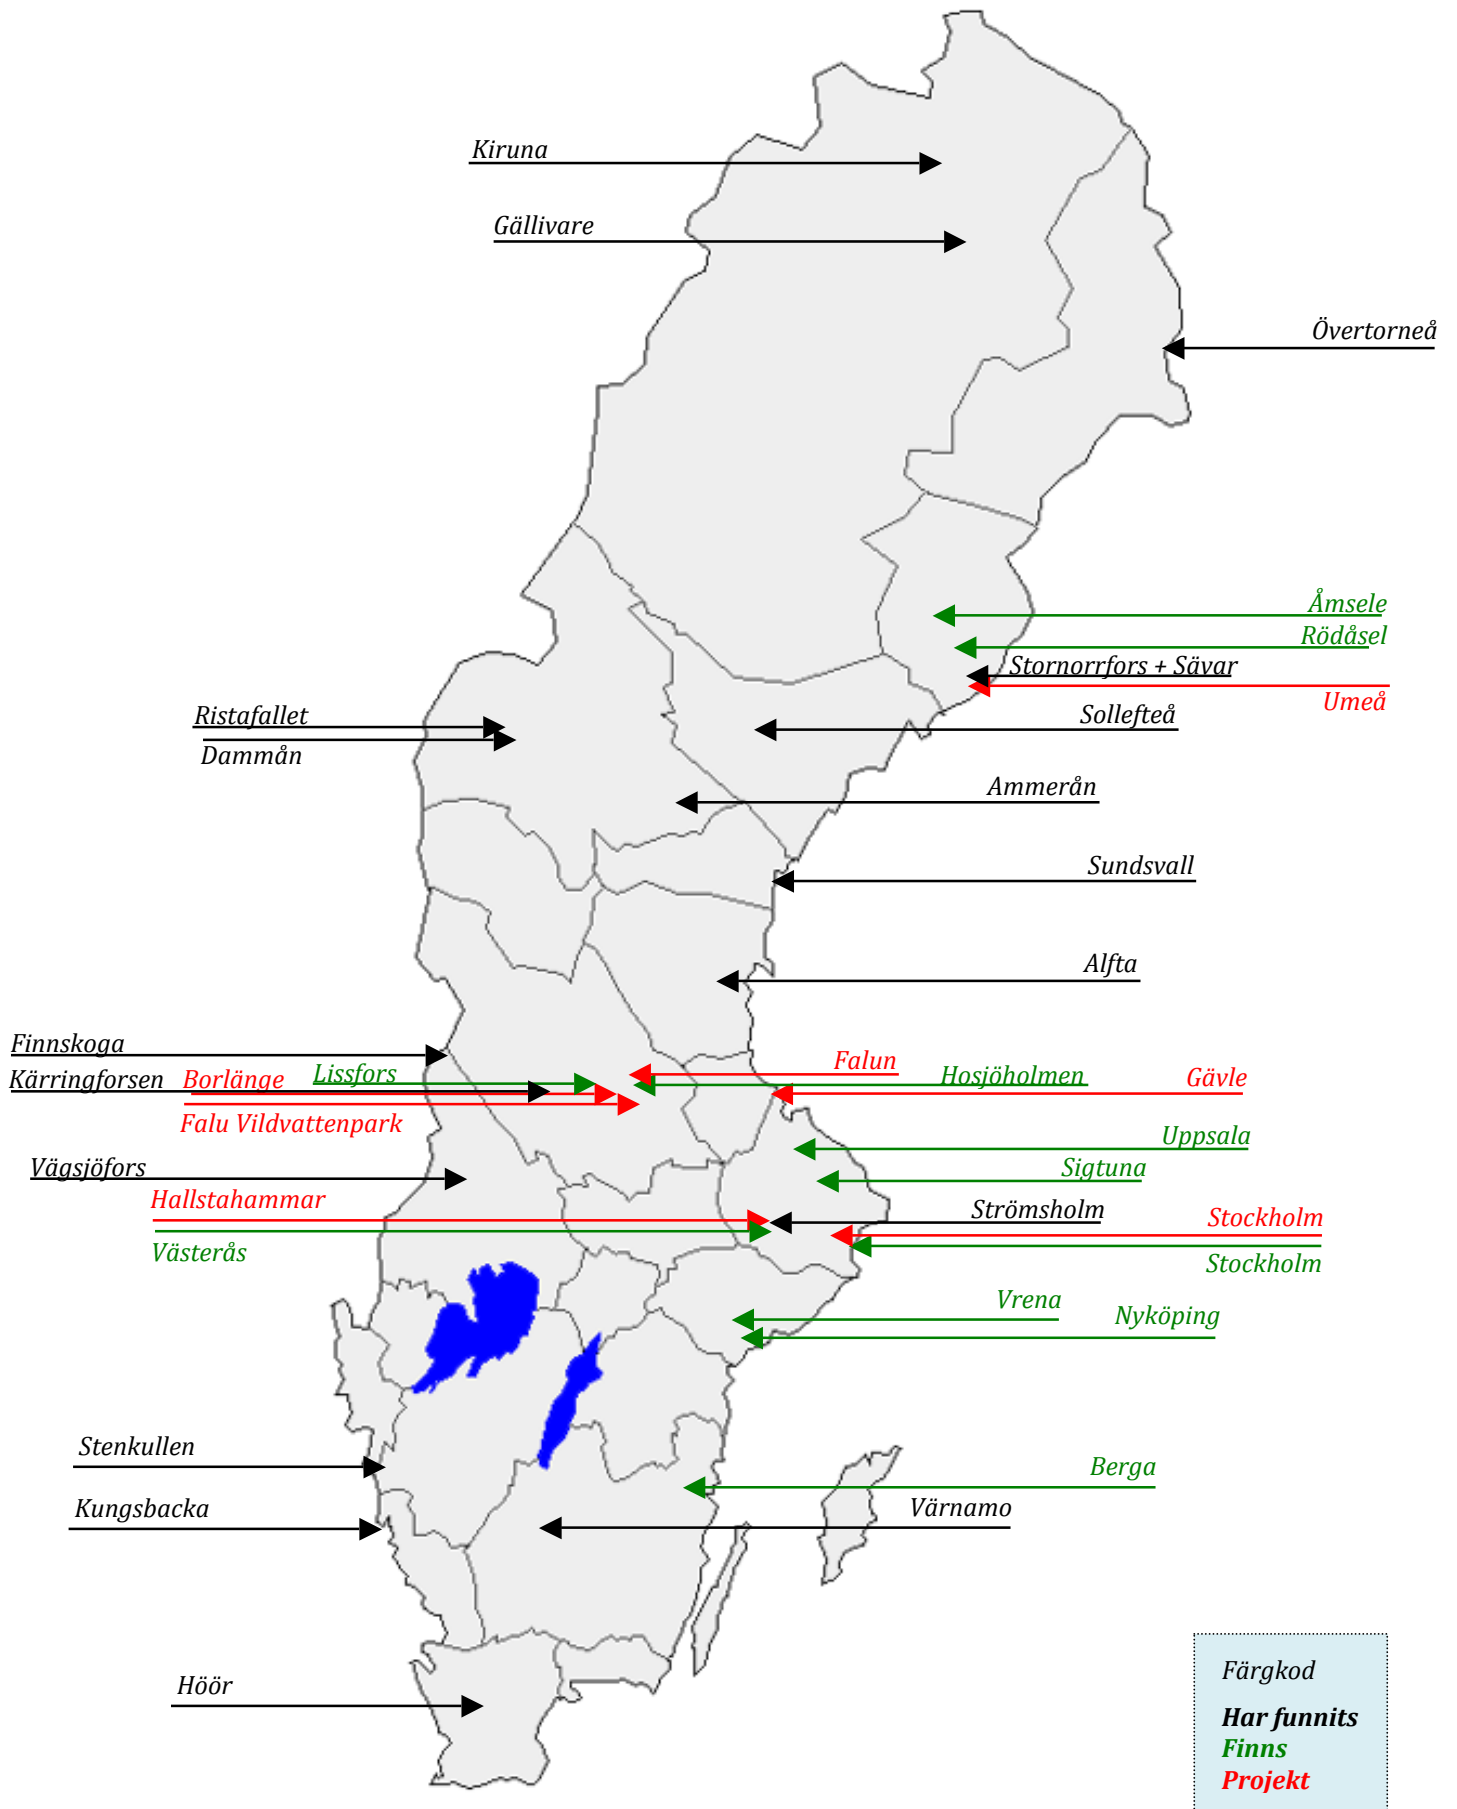 Kiruna
Gällivare
Övertorneå
Åmsele
Rödåsel
Stornorrfors + Sävar
Umeå
Ristafallet
Sollefteå
Dammån
Ammerån
Sundsvall
Alfta
Finnskoga
Falun
Kärringforsen
Borlänge
Lissfors
Hosjöholmen
Gävle
Falu Vildvattenpark
Uppsala
Vägsjöfors
Sigtuna
Hallstahammar
Strömsholm
Stockholm
Västerås
Stockholm
Vrena
Nyköping
Stenkullen
Berga
Kungsbacka
Värnamo
Höör
Färgkod
Har funnits
Finns
Projekt